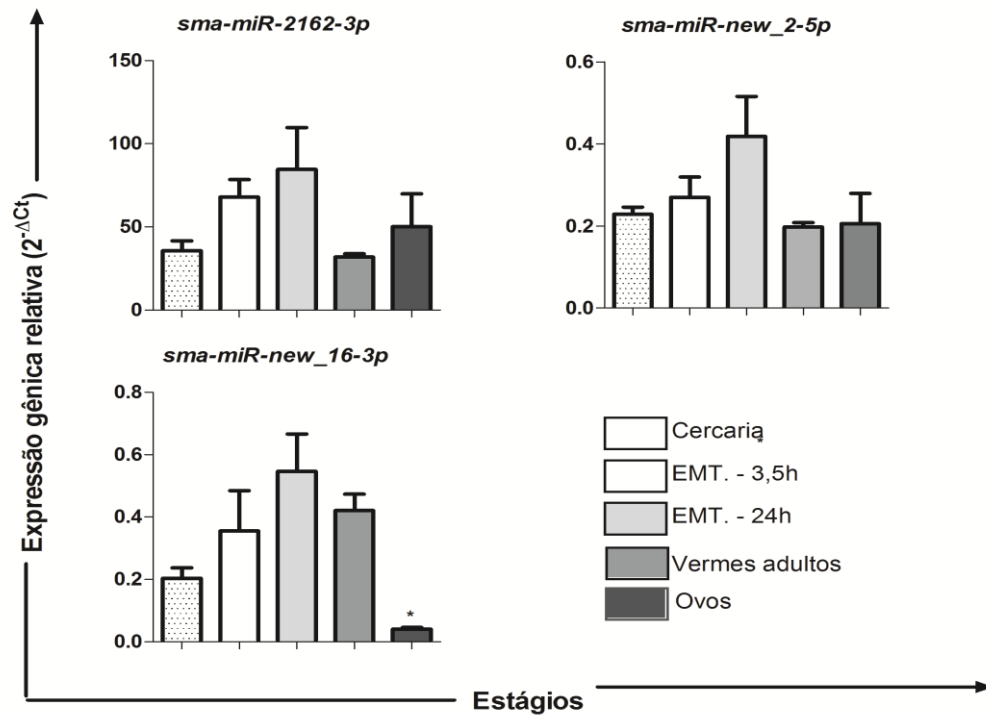 sma-miR-2162-3p
150
100
50
0
sma-miR-new_2-5p
0.6
0.4
0.2
0.0
sma-miR-new_16-3p
0.8
0.6
0.4
0.2
0.0
*
Cercaria
*
EMT. - 3,5h
EMT. - 24h
Vermes adultos
Ovos
Expressão gênica relativa (2-ΔCt)
Estágios